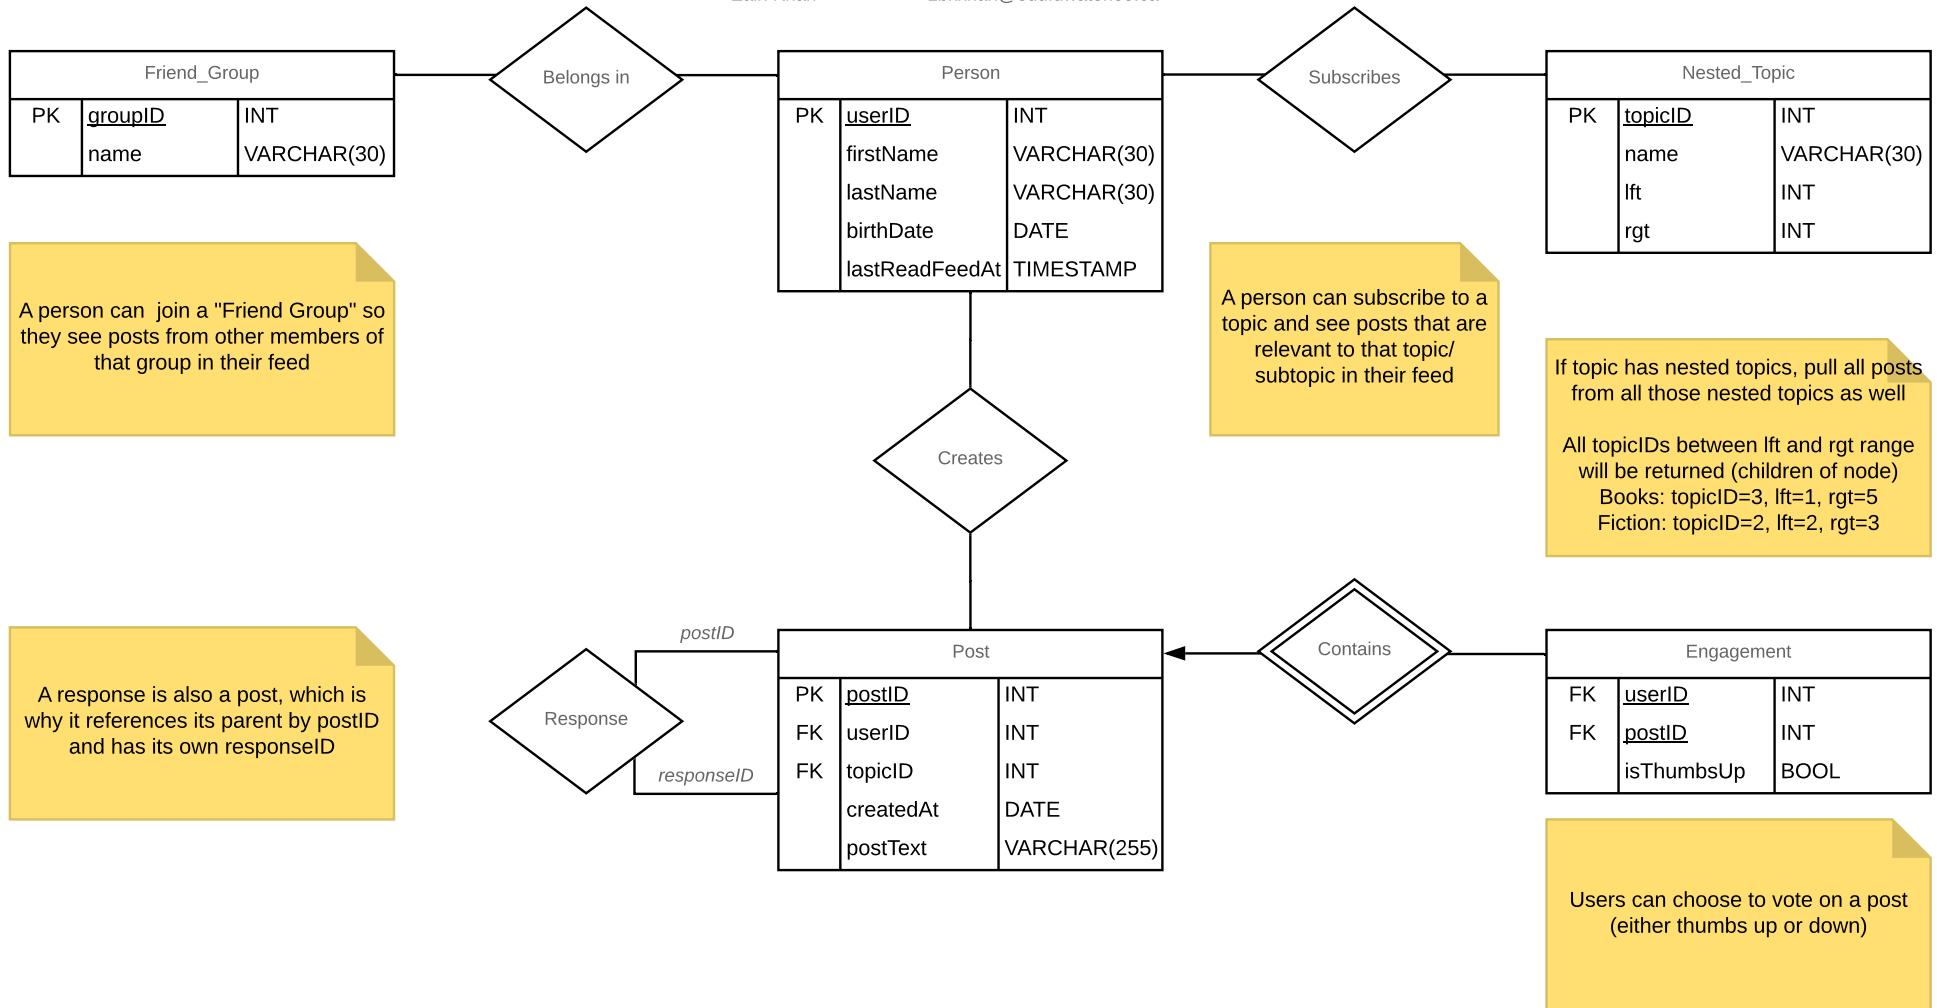 Friend_Group
PK groupID INT
name VARCHAR(30)
Belongs in
Person
PK userID INT
firstName VARCHAR(30)
lastName VARCHAR(30)
birthDate DATE
lastReadFeedAt TIMESTAMP
Subscribes
Nested_Topic
PK topicID INT
name VARCHAR(30)
lft INT
rgt INT
A person can join a "Friend Group" so
they see posts from other members of
that group in their feed
A person can subscribe to a
topic and see posts that are
relevant to that topic/
subtopic in their feed
If topic has nested topics, pull all posts
from all those nested topics as well
All topicIDs between lft and rgt range
will be returned (children of node)
Books: topicID=3, lft=1, rgt=5
Fiction: topicID=2, lft=2, rgt=3
Creates
A response is also a post, which is
why it references its parent by postID
and has its own responseID
Response
postID
responseID
Post
PK postID INT
FK userID INT
FK topicID INT
createdAt DATE
postText VARCHAR(255)
Contains
Engagement
FK userID INT
FK postID INT
isThumbsUp BOOL
Users can choose to vote on a post
(either thumbs up or down)